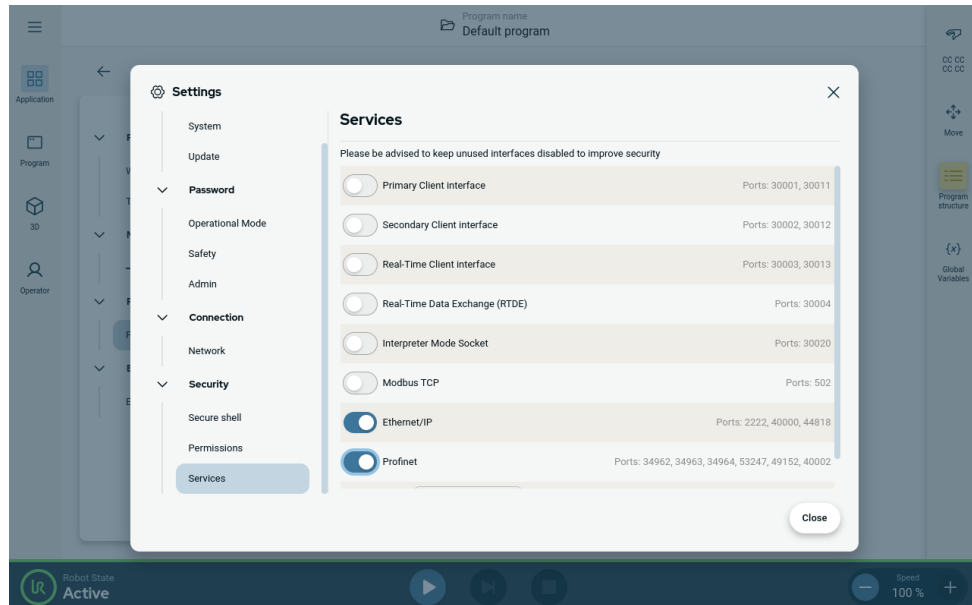 Program name
Default program
Application
Program
3D
Operator
Settings
System
Update
Password
Operational Mode
Safety
Admin
Connection
Network
Security
Secure shell
Permissions
Services
Services
Please be advised to keep unused interfaces disabled to improve security
Primary Client interface Ports: 30001, 30011
Secondary Client interface Ports: 30002, 30012
Real-Time Client interface Ports: 30003, 30013
Real-Time Data Exchange (RTDE) Ports: 30004
Interpreter Mode Socket Ports: 30020
Modbus TCP Ports: 502
Ethernet/IP Ports: 2222, 40000, 44818
Profinet Ports: 34962, 34963, 34964, 53247, 49152, 40002
Close
CC CC
CC CC
Move
Program
structure
{x}
Global
Variables
Robot State
Active
Speed
100 %